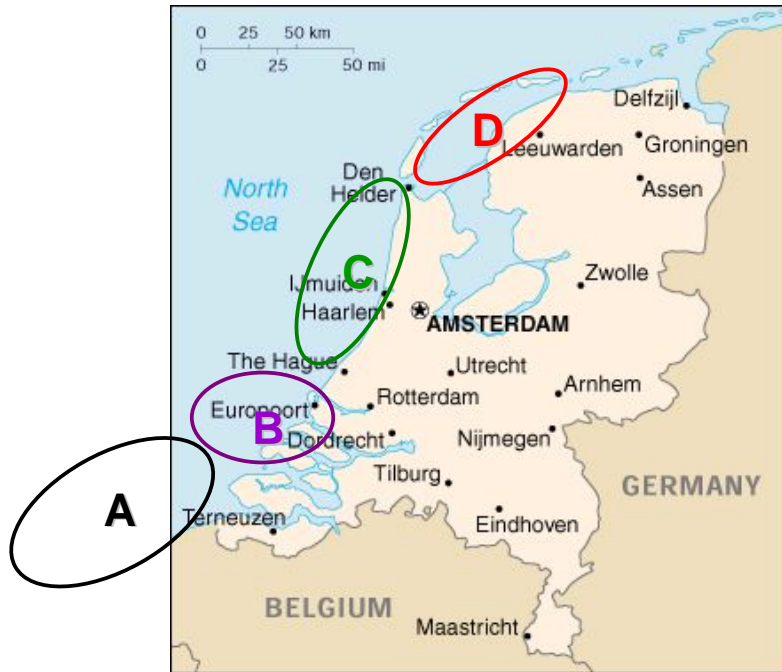 0 25 50 km
0 25 50 mi
D
Delfzijl
Leeuwarden
Groningen
Den
Helder
Assen
North
Sea
C
IJmuiden
Zwolle
Haarlem
AMSTERDAM
The Hague
Utrecht
Arnhem
Europoort
Rotterdam
B
Dordrecht
Nijmegen
Tilburg
GERMANY
A
Terneuzen
Eindhoven
BELGIUM
Maastricht